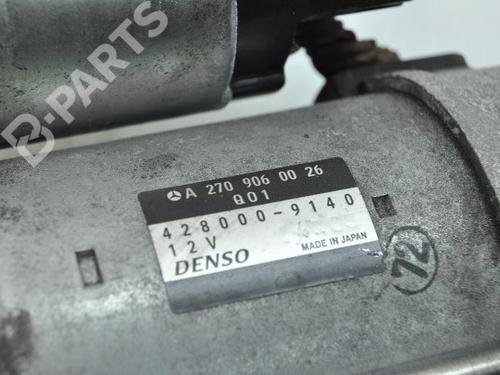 B-PARTS
A 270 906 00 26
Q01
428000-9140
12V
MADE IN JAPAN
DENSO
72